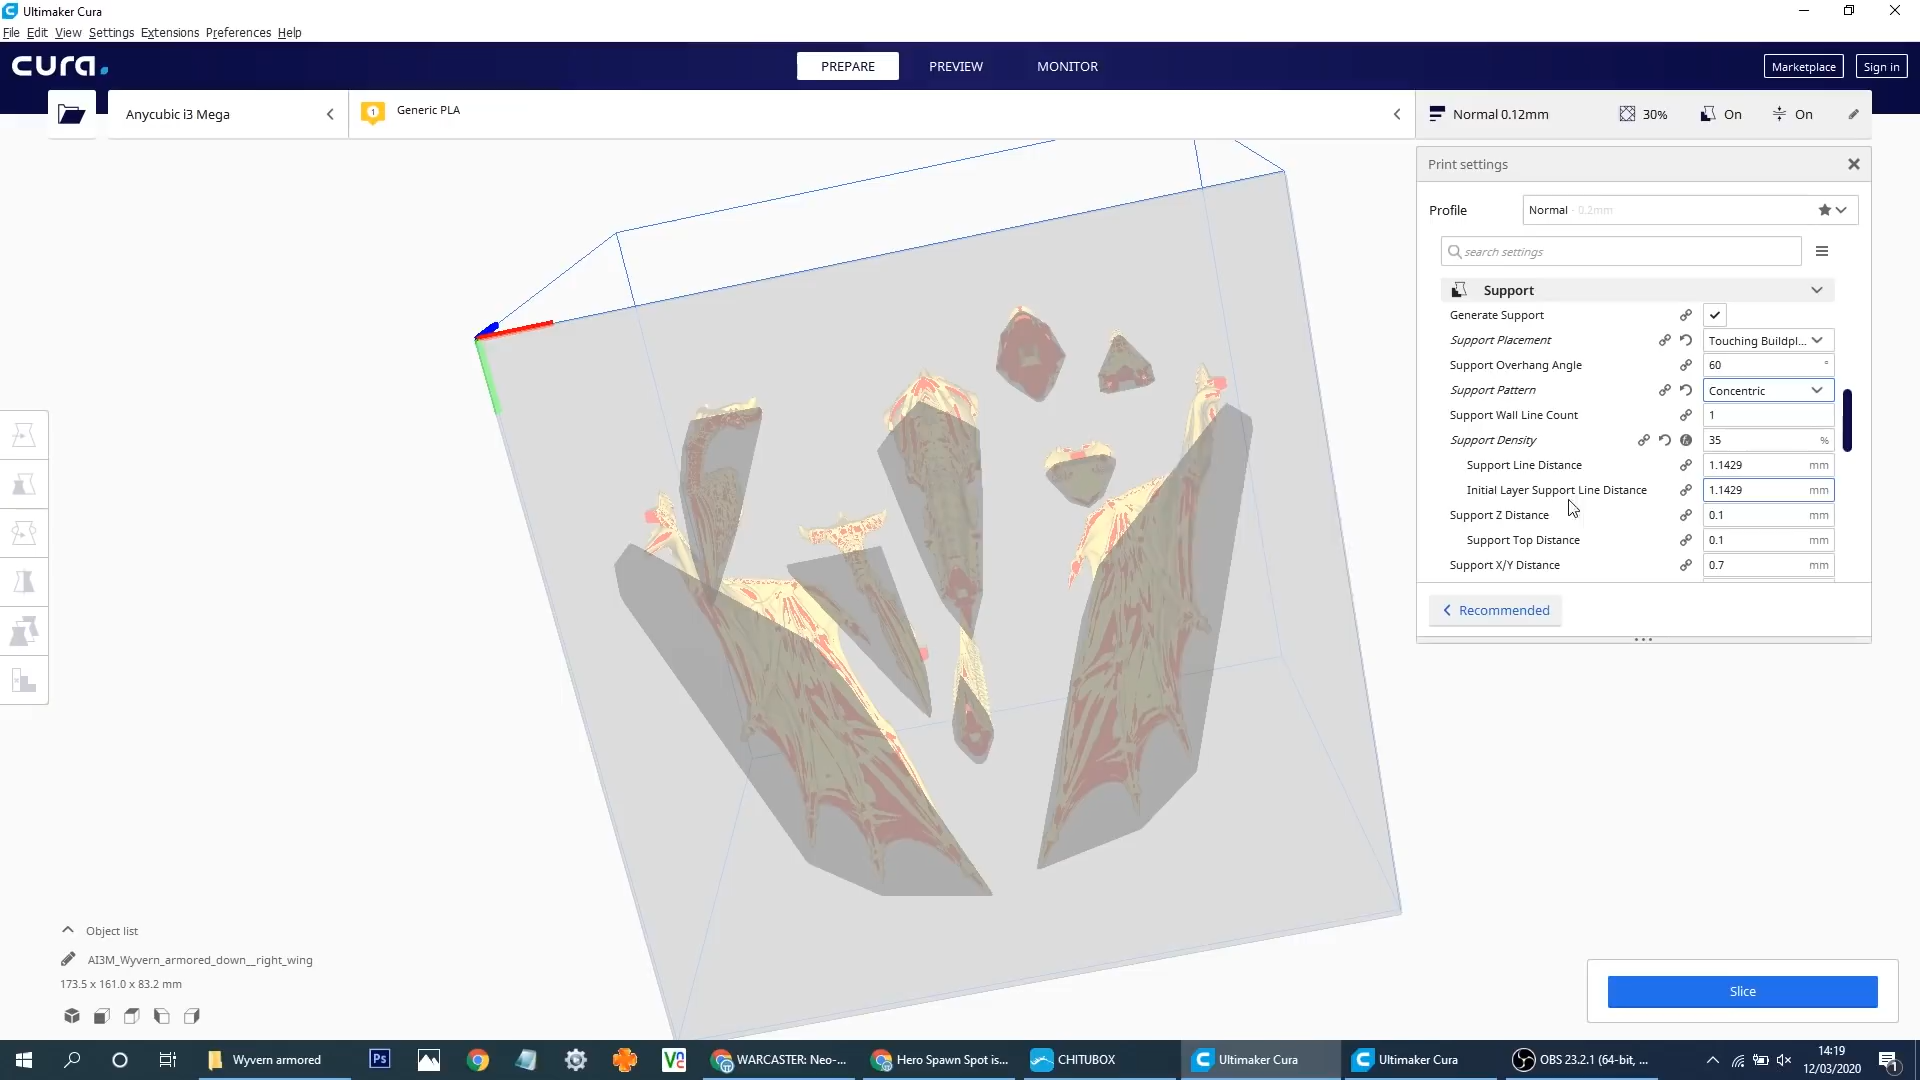 Ultimaker Cura
File Edit View Settings Extensions Preferences Help
cura.
PREPARE
PREVIEW
MONITOR
Marketplace
Sign in
Anycubic i3 Mega
1
Generic PLA
Normal 0.12mm
30%
On
On
Print settings
Profile
Normal - 0.2mm
search settings
Support
Generate Support
Support Placement
Touching Buildpl...
Support Overhang Angle
60 °
Support Pattern
Concentric
Support Wall Line Count
1
Support Density
35 %
Support Line Distance
1.1429 mm
Initial Layer Support Line Distance
1.1429 mm
Support Z Distance
0.1 mm
Support Top Distance
0.1 mm
Support X/Y Distance
0.7 mm
Recommended
Object list
AI3M_Wyvern_armored_down__right_wing
173.5 x 161.0 x 83.2 mm
Slice
Wyvern armored
Ps
WARCASTER: Neo-...
Hero Spawn Spot is...
CHITUBOX
Ultimaker Cura
Ultimaker Cura
OBS 23.2.1 (64-bit, ...
14:19
12/03/2020
1